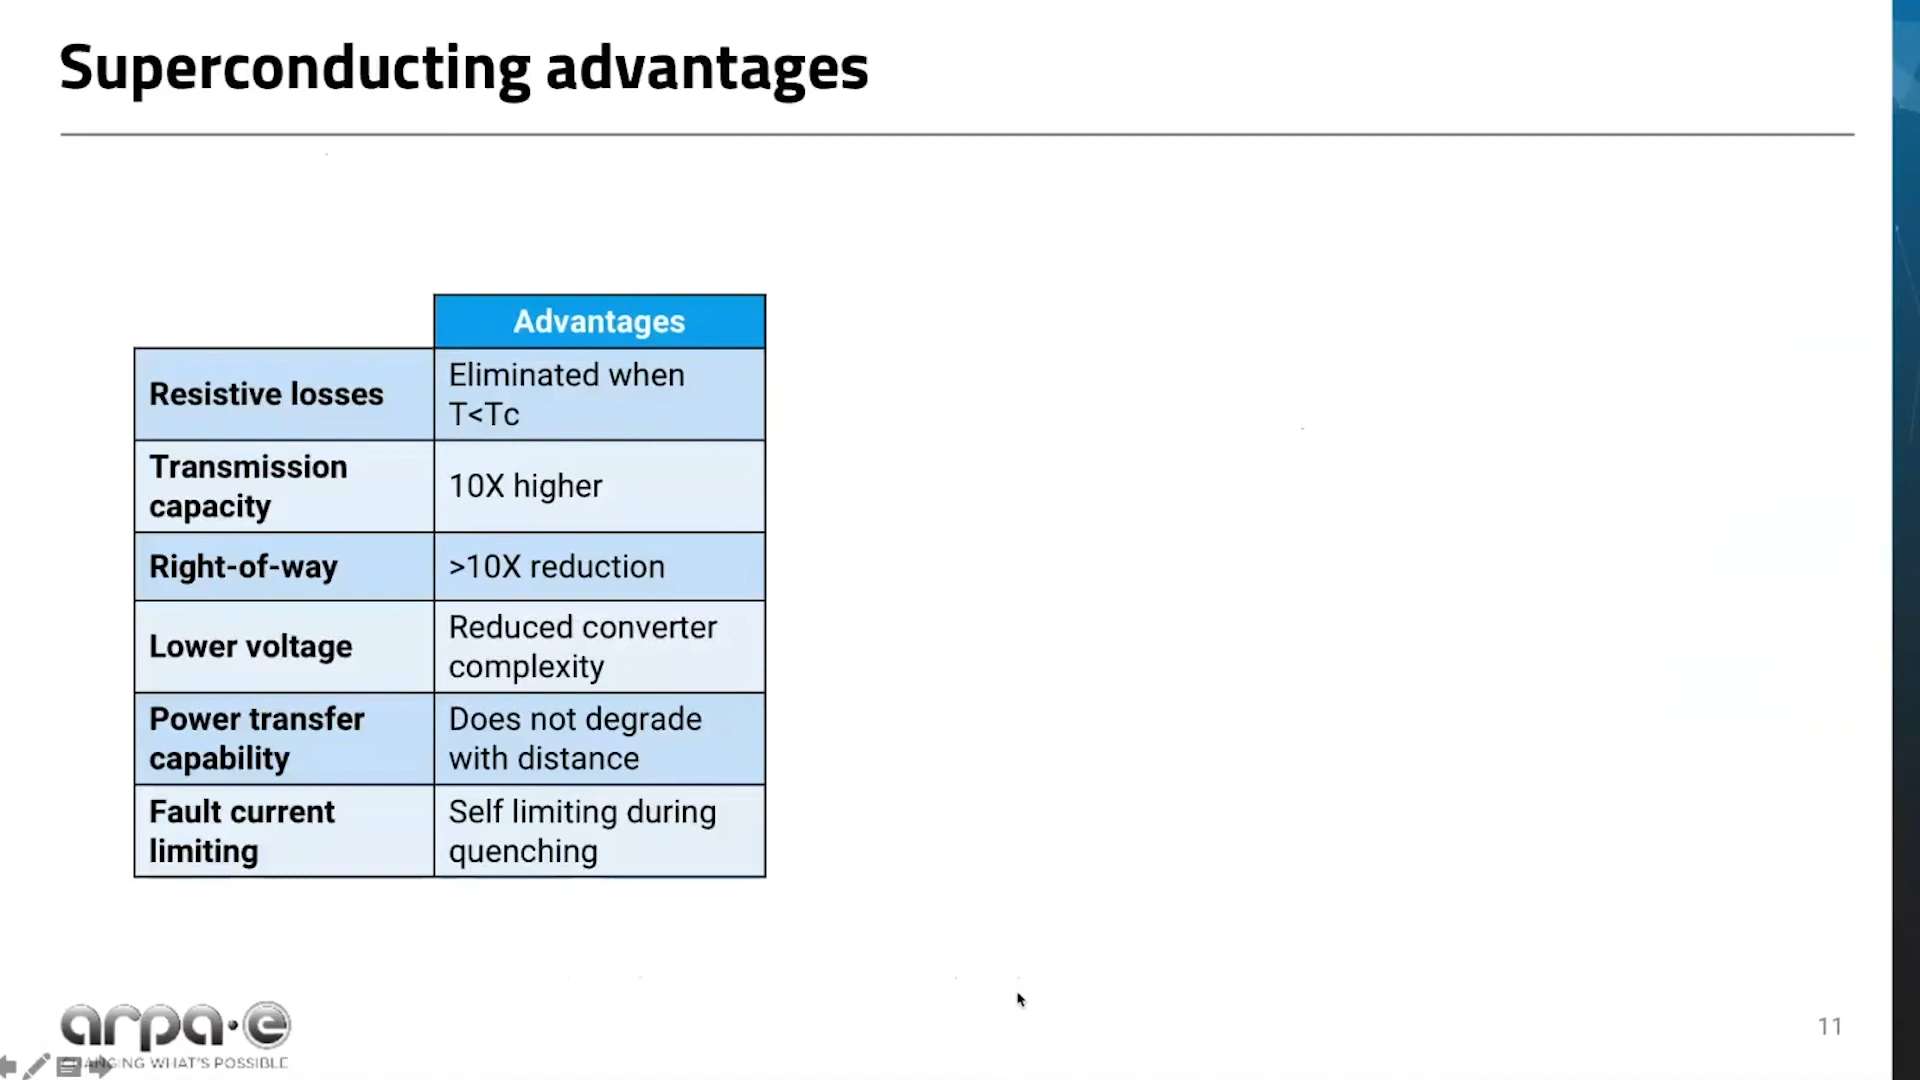 Superconducting advantages
Advantages
Resistive losses
Eliminated when
T<Tc
Transmission
capacity
10X higher
Right-of-way
>10X reduction
Lower voltage
Reduced converter
complexity
Power transfer
capability
Does not degrade
with distance
Fault current
limiting
Self limiting during
quenching
arpa·e
CHANGING WHAT'S POSSIBLE
11